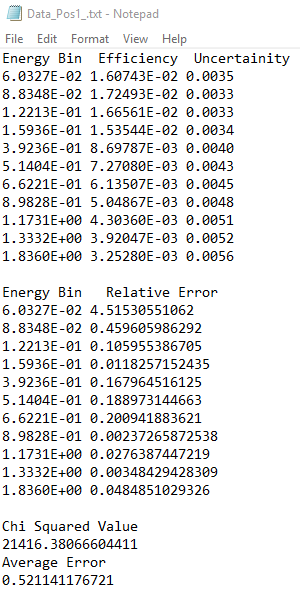 Data_Pos1_.txt - Notepad
File Edit Format View Help
Energy Bin Efficiency Uncertainity
6.0327E-02 1.60743E-02 0.0035
8.8348E-02 1.72493E-02 0.0033
1.2213E-01 1.66561E-02 0.0033
1.5936E-01 1.53544E-02 0.0034
3.9236E-01 8.69787E-03 0.0040
5.1404E-01 7.27080E-03 0.0043
6.6221E-01 6.13507E-03 0.0045
8.9828E-01 5.04867E-03 0.0048
1.1731E+00 4.30360E-03 0.0051
1.3332E+00 3.92047E-03 0.0052
1.8360E+00 3.25280E-03 0.0056
Energy Bin Relative Error
6.0327E-02 4.51530551062
8.8348E-02 0.459605986292
1.2213E-01 0.105955386705
1.5936E-01 0.0118257152435
3.9236E-01 0.167964516125
5.1404E-01 0.188973144663
6.6221E-01 0.200941883621
8.9828E-01 0.00237265872538
1.1731E+00 0.0276387447219
1.3332E+00 0.00348429428309
1.8360E+00 0.0484851029326
Chi Squared Value
21416.38066604411
Average Error
0.521141176721